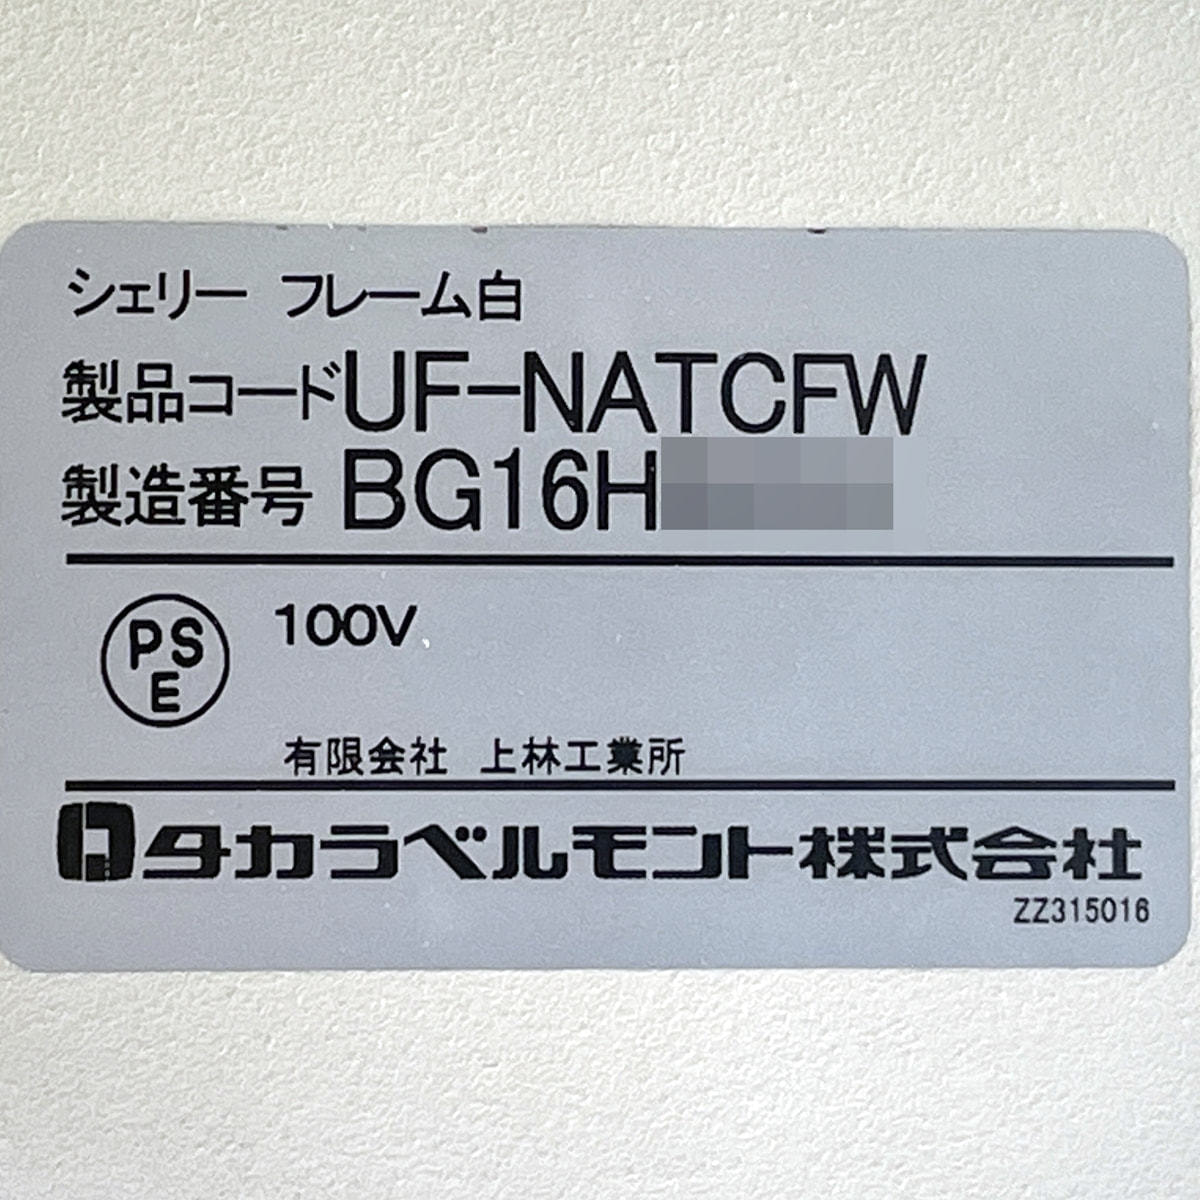 シェリー フレーム白
製品コードUF-NATCFW
製造番号 BG16H
PSE 100V
有限会社 上林工業所
タカラベルモント株式会社
ZZ315016